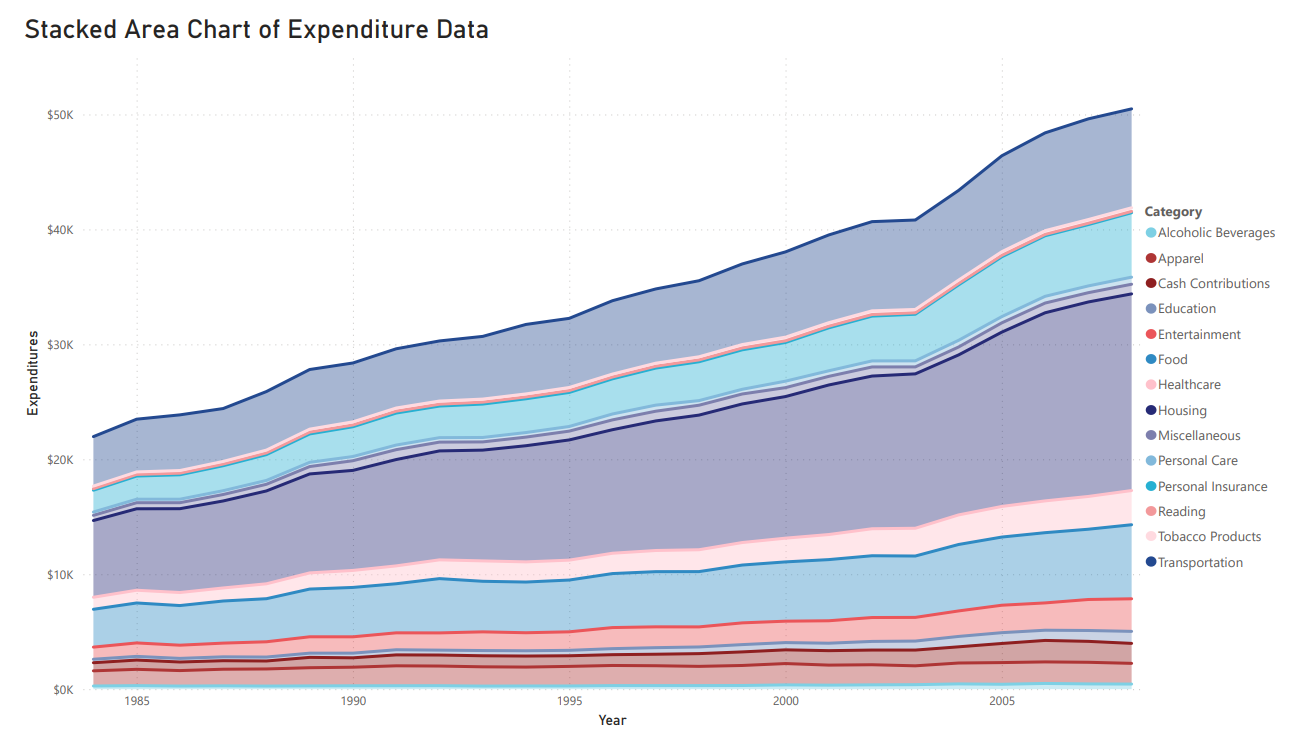 Stacked Area Chart of Expenditure Data
$50K
$40K
$30K
$20K
$10K
$0K
Expenditures
1985
1990
1995
2000
2005
Year
Category
Alcoholic Beverages
Apparel
Cash Contributions
Education
Entertainment
Food
Healthcare
Housing
Miscellaneous
Personal Care
Personal Insurance
Reading
Tobacco Products
Transportation